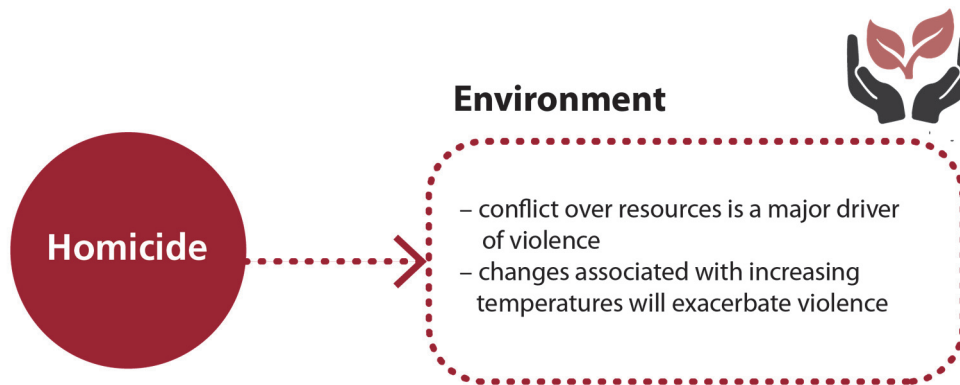 Environment
Homicide
– conflict over resources is a major driver
of violence
– changes associated with increasing
temperatures will exacerbate violence